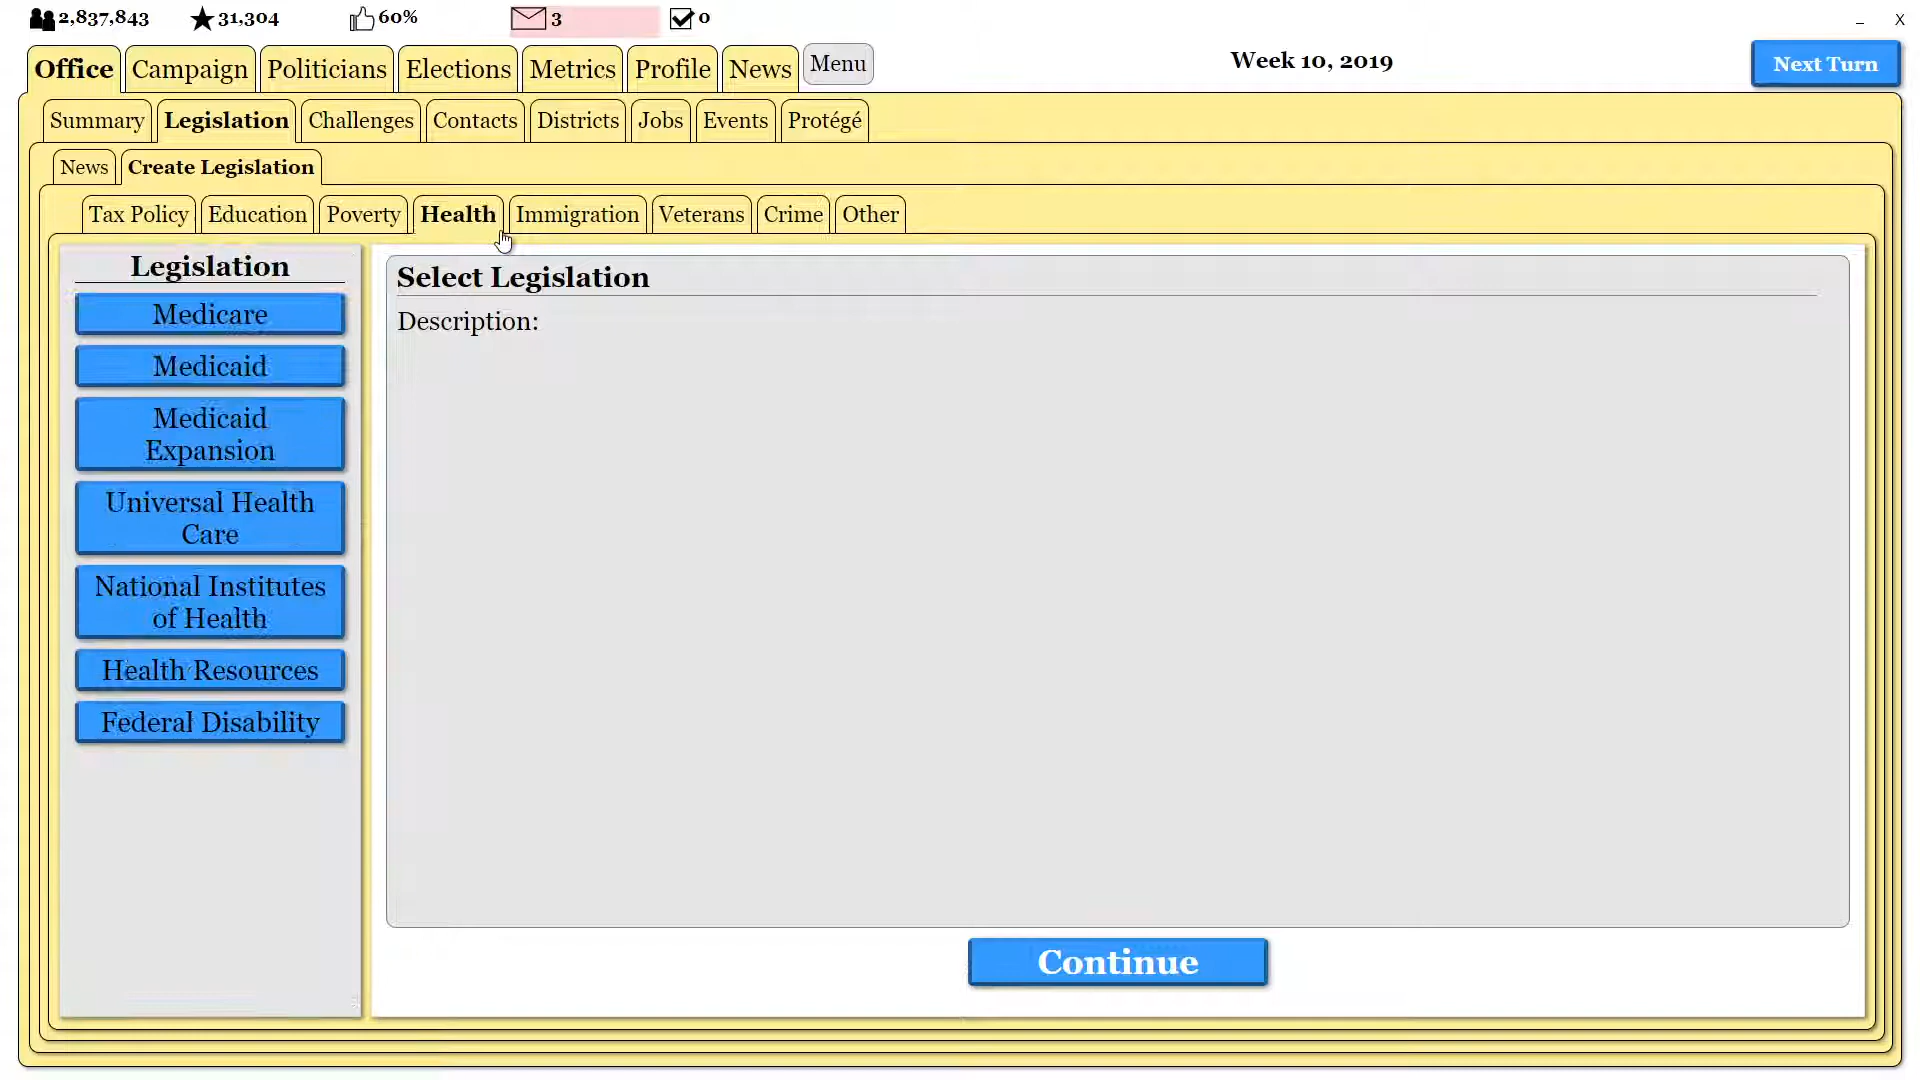 2,837,843 31,304 60% 3 0 _ X
Office Campaign Politicians Elections Metrics Profile News Menu Week 10, 2019 Next Turn
Summary Legislation Challenges Contacts Districts Jobs Events Protégé
News Create Legislation
Tax Policy Education Poverty Health Immigration Veterans Crime Other
Legislation
Medicare
Medicaid
Medicaid
Expansion
Universal Health
Care
National Institutes
of Health
Health Resources
Federal Disability
Select Legislation
Description:
Continue